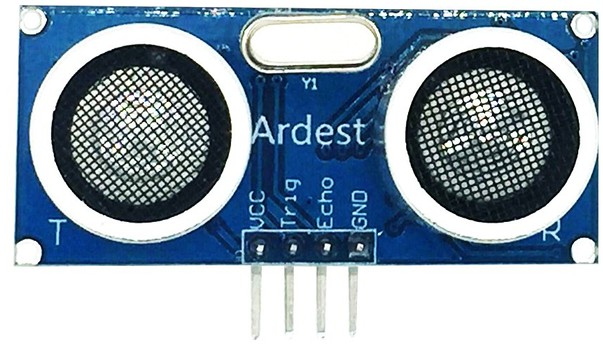 Y1
Ardest
VCC
Trig
Echo
GND
T
R